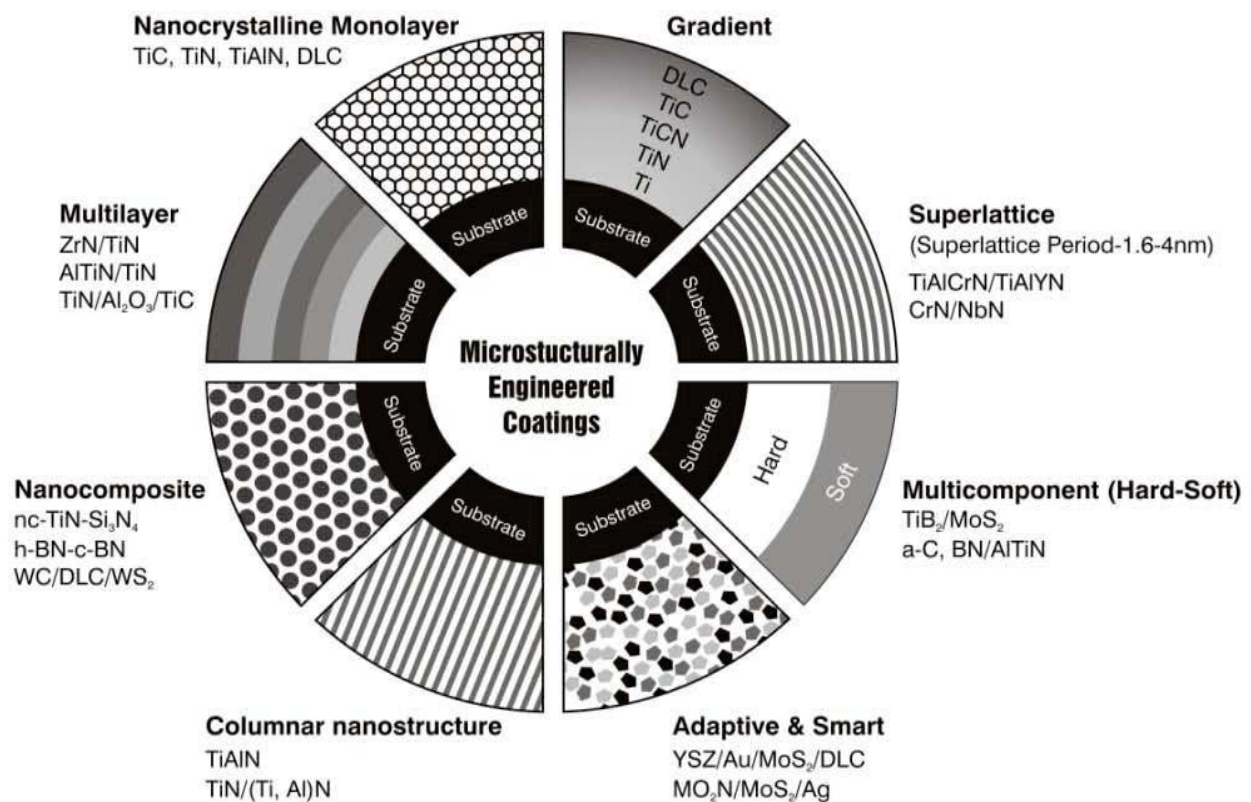 Nanocrystalline Monolayer
TiC, TiN, TiAlN, DLC
Gradient
DLC
TiC
TiCN
TiN
Ti
Substrate
Substrate
Multilayer
ZrN/TiN
AlTiN/TiN
TiN/Al₂O₃/TiC
Substrate
Superlattice
(Superlattice Period-1.6-4nm)
TiAlCrN/TiAlYN
CrN/NbN
Substrate
Microstucturally
Engineered
Coatings
Nanocomposite
nc-TiN-Si₃N₄
h-BN-c-BN
WC/DLC/WS₂
Substrate
Multicomponent (Hard-Soft)
TiB₂/MoS₂
a-C, BN/AlTiN
Substrate
Hard
Soft
Columnar nanostructure
TiAlN
TiN/(Ti, Al)N
Substrate
Adaptive & Smart
YSZ/Au/MoS₂/DLC
MO₂N/MoS₂/Ag
Substrate